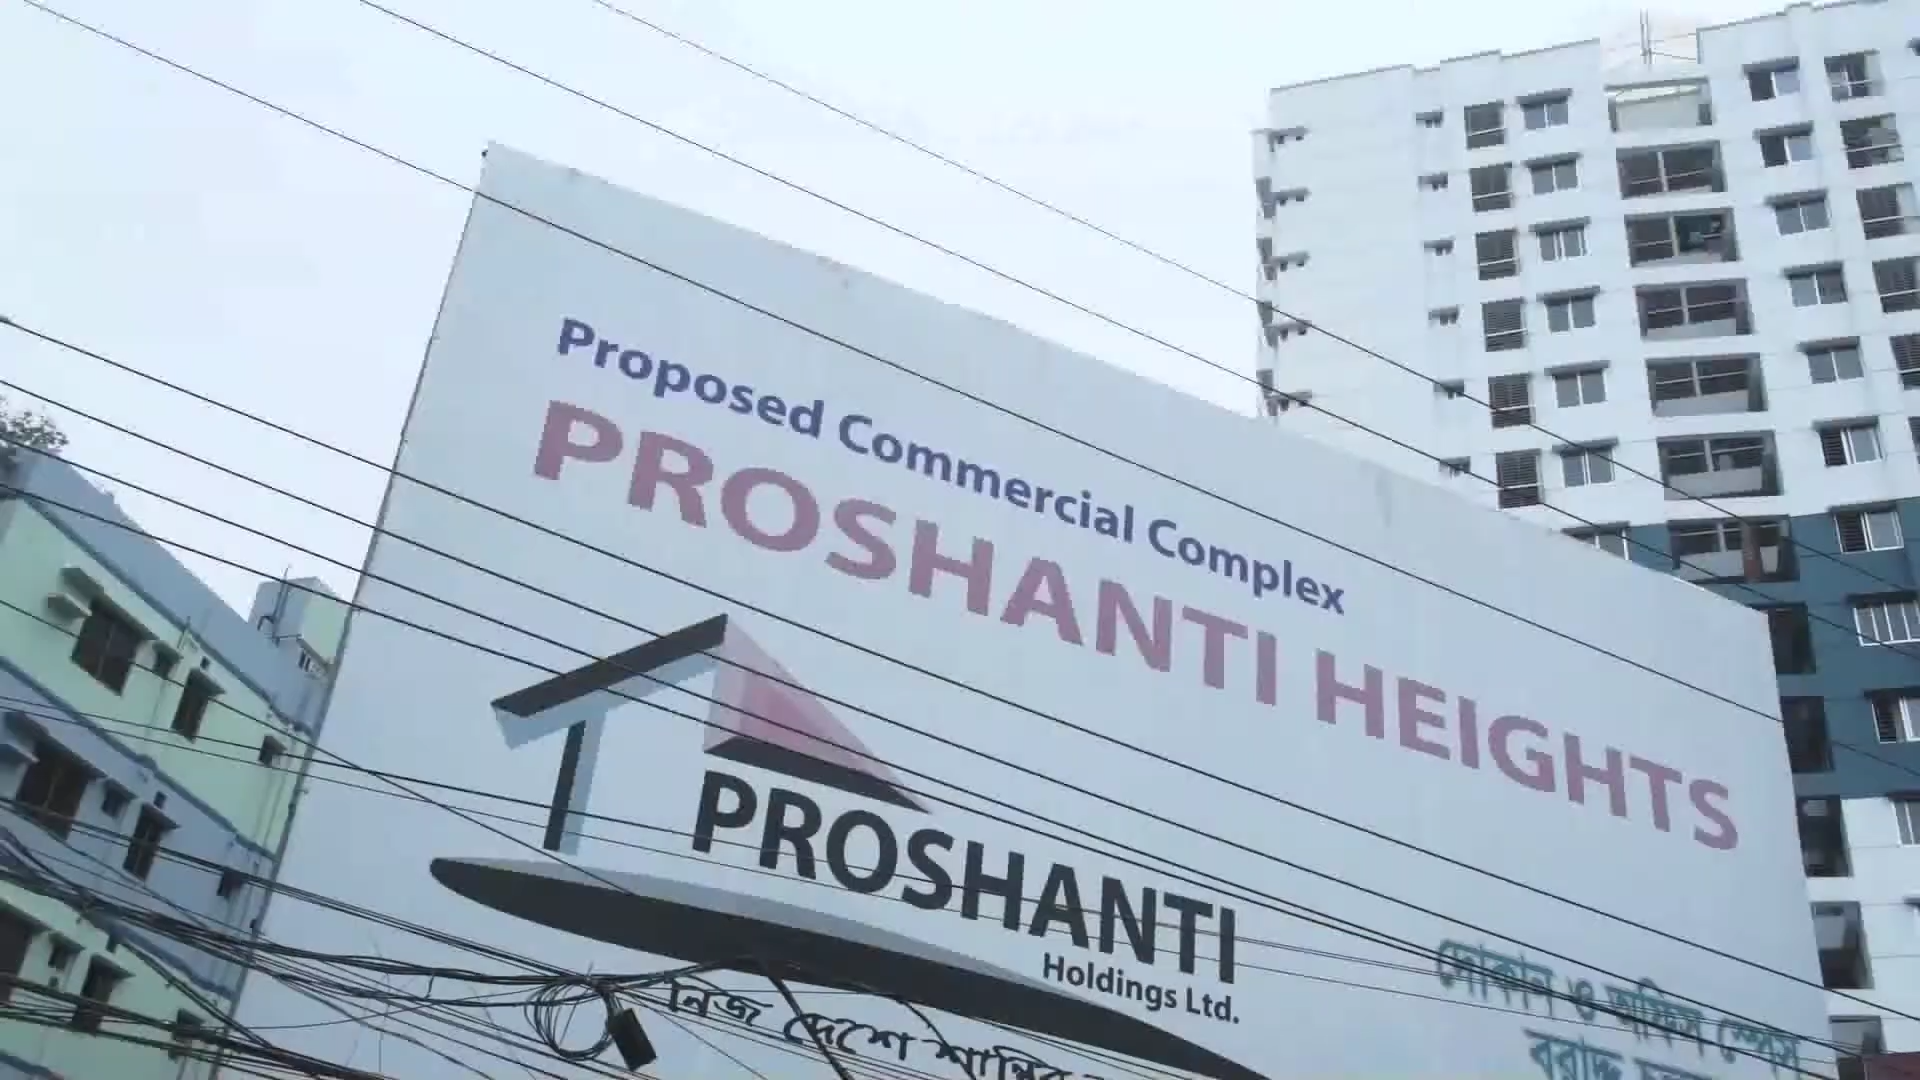 Proposed Commercial Complex
PROSHANTI HEIGHTS
PROSHANTI
Holdings Ltd.
নিজ দেশে শান্তির
দোকান ও অফিস স্পেস
বরাদ্দ